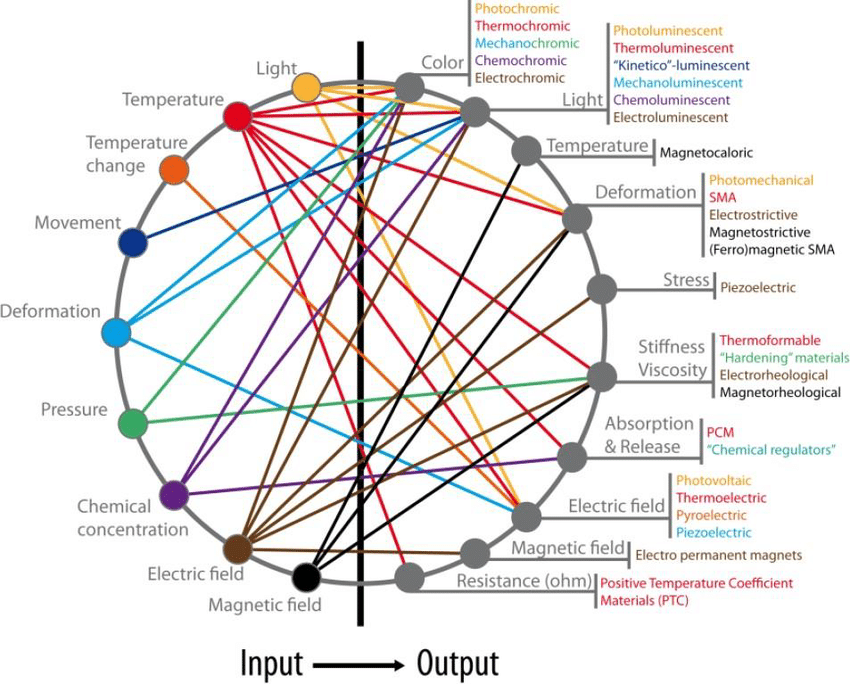 Photochromic
Thermochromic
Mechanochromic
Chemochromic
Electrochromic
Color
Photoluminescent
Thermoluminescent
“Kinetico”-luminescent
Mechanoluminescent
Chemoluminescent
Electroluminescent
Light
Temperature
Magnetocaloric
Deformation
Photomechanical
SMA
Electrostrictive
Magnetostrictive
(Ferro)magnetic SMA
Stress
Piezoelectric
Stiffness
Viscosity
Thermoformable
“Hardening” materials
Electrorheological
Magnetorheological
Absorption
& Release
PCM
“Chemical regulators”
Electric field
Photovoltaic
Thermoelectric
Pyroelectric
Piezoelectric
Magnetic field
Electro permanent magnets
Resistance (ohm)
Positive Temperature Coefficient
Materials (PTC)
Light
Temperature
Temperature
change
Movement
Deformation
Pressure
Chemical
concentration
Electric field
Magnetic field
Input
Output